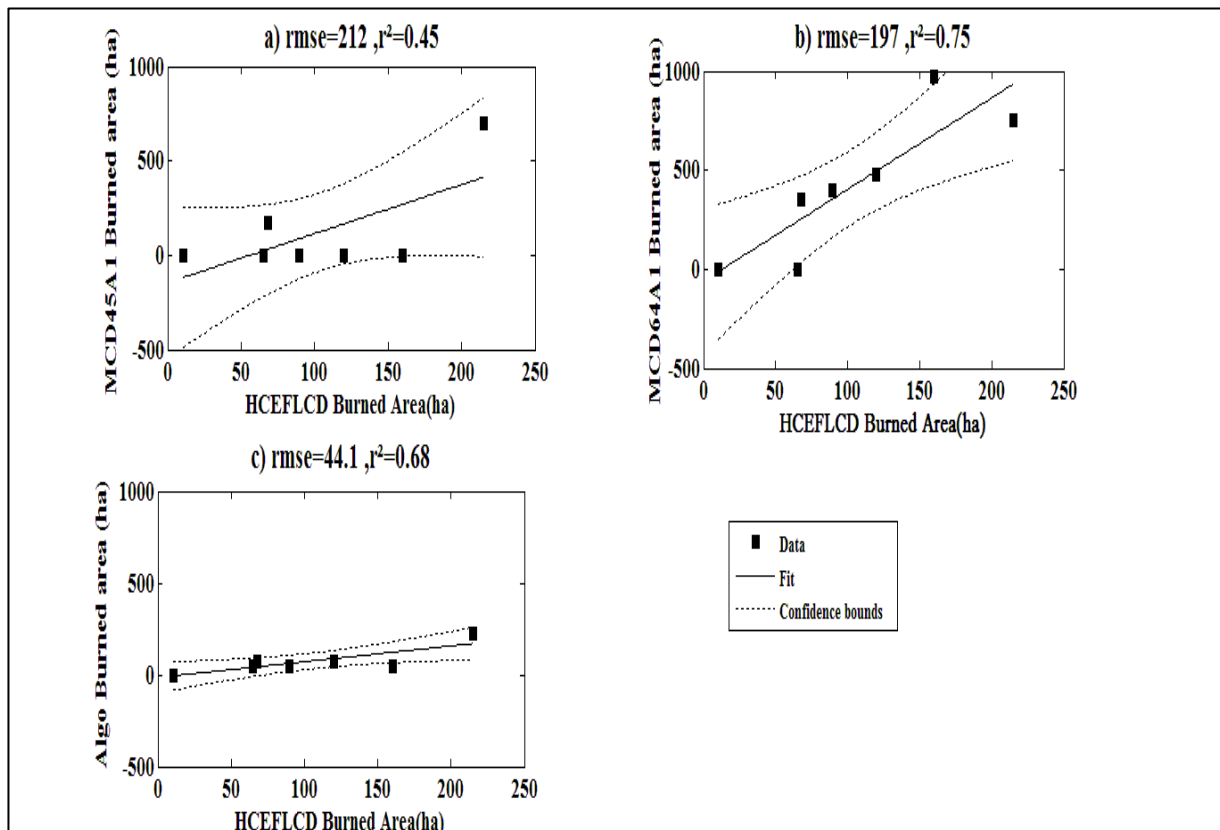 a) rmse=212 ,r²=0.45
MCD45A1 Burned area (ha)
1000
500
0
-500
0 50 100 150 200 250
HCEFLCD Burned Area(ha)
b) rmse=197 ,r²=0.75
MCD64A1 Burned area (ha)
1000
500
0
-500
0 50 100 150 200 250
HCEFLCD Burned Area(ha)
c) rmse=44.1 ,r²=0.68
Algo Burned area (ha)
1000
500
0
-500
0 50 100 150 200 250
HCEFLCD Burned Area(ha)
Data
Fit
Confidence bounds